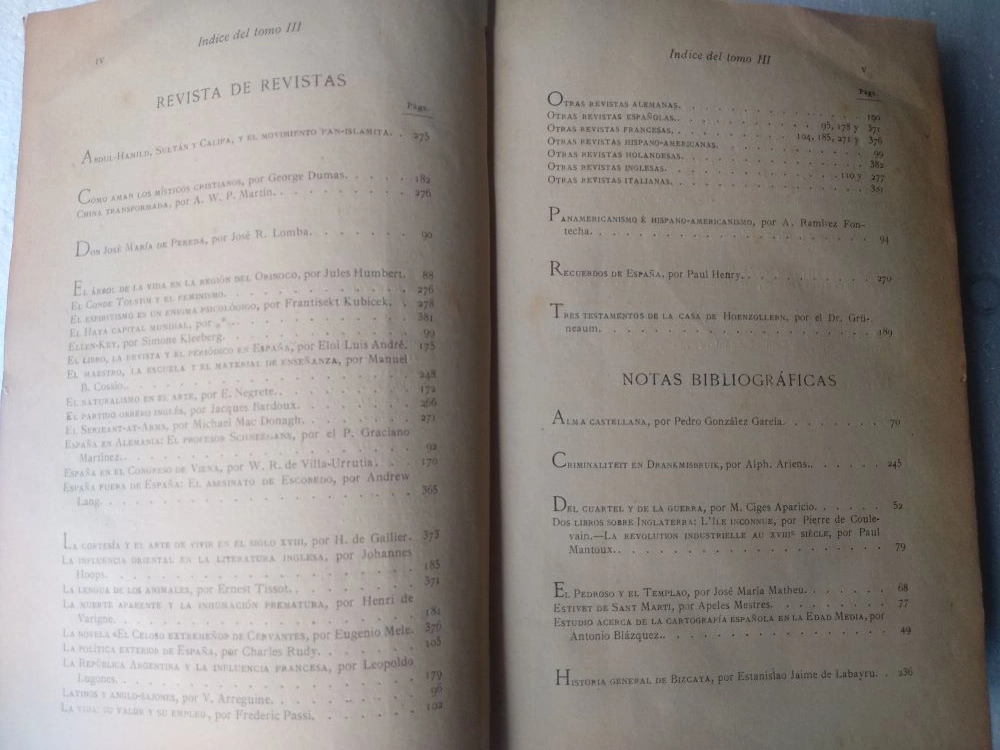 Indice del tomo III
IV
REVISTA DE REVISTAS
Págs.
ABDUL-HAMILD, SULTÁN Y CALIFA, Y EL MOVIMIENTO PAN-ISLAMITA. . 275
CÓMO AMAN LOS MÍSTICOS CRISTIANOS, por George Dumas. . . . . . . 182
CHINA TRANSFORMADA, por A. W. P. Martin. . . . . . . . . . . 276
DON JOSÉ MARÍA DE PEREDA, por José R. Lomba. . . . . . . . . 90
EL ÁRBOL DE LA VIDA EN LA REGIÓN DEL ORINOCO, por Jules Humbert. 88
EL CONDE TOLSTOI Y EL FEMINISMO. . . . . . . . . . . . . 276
EL ESPIRITISMO ES UN ENIGMA PSICOLÓGICO, por Frantisekt Kubicek. . 278
EL HAYA CAPITAL MUNDIAL, por . . . . . . . . . . . . 381
ELLEN-KEY, por Simone Kleeberg. . . . . . . . . . . . . 99
EL LIBRO, LA REVISTA Y EL PERIÓDICO EN ESPAÑA, por Eloi Luis André. 175
EL MAESTRO, LA ESCUELA Y EL MATERIAL DE ENSEÑANZA, por Manuel
B. Cossio.. . . . . . . . . . . . . . . . . . . 248
EL NATURALISMO EN EL ARTE, por E. Negrete. . . . . . . . . . 172
EL PARTIDO OBRERO INGLÉS, por Jacques Bardoux. . . . . . . . 266
EL SERJEANT-AT-ARMS, por Michael Mac Donagh. . . . . . . . . 271
ESPAÑA EN ALEMANIA: EL PROFESOR SCHNEEGANS, por el P. Graciano
Martínez.. . . . . . . . . . . . . . . . . . . 92
ESPAÑA EN EL CONGRESO DE VIENA, por W. R. de Villa-Urrutia. . . . 170
ESPAÑA FUERA DE ESPAÑA: EL ASESINATO DE ESCOBEDO, por Andrew
Lang. . . . . . . . . . . . . . . . . . . . . 365
LA CORTESÍA Y EL ARTE DE VIVIR EN EL SIGLO XVIII, por H. de Gallier. 373
LA INFLUENCIA ORIENTAL EN LA LITERATURA INGLESA, por Johannes
Hoops. . . . . . . . . . . . . . . . . . . . . 185
LA LENGUA DE LOS ANIMALES, por Ernest Tissot. . . . . . . . . 371
LA MUERTE APARENTE Y LA INHUMACIÓN PREMATURA, por Henri de
Varigne. . . . . . . . . . . . . . . . . . . . 181
LA NOVELA «EL CELOSO EXTREMEÑO» DE CERVANTES, por Eugenio Mele. 376
LA POLÍTICA EXTERIOR DE ESPAÑA, por Charles Rudy. . . . . . . 105
LA REPÚBLICA ARGENTINA Y LA INFLUENCIA FRANCESA, por Leopoldo
Lugones. . . . . . . . . . . . . . . . . . . . 179
LATINOS Y ANGLO-SAJONES, por V. Arreguine. . . . . . . . . . 96
LA VIDA: SU VALOR Y SU EMPLEO, por Frederic Passi. . . . . . . 102
Indice del tomo III
V
Págs.
OTRAS REVISTAS ALEMANAS. . . . . . . . . . . . . . . 190
OTRAS REVISTAS ESPAÑOLAS.. . . . . . . . . 95, 178 y 371
OTRAS REVISTAS FRANCESAS. . . . . . . 104, 185, 271 y 376
OTRAS REVISTAS HISPANO-AMERICANAS. . . . . . . . . . . 99
OTRAS REVISTAS HOLANDESAS. . . . . . . . . . . . . . 382
OTRAS REVISTAS INGLESAS. . . . . . . . . . . 110 y 277
OTRAS REVISTAS ITALIANAS. . . . . . . . . . . . . . . 381
PANAMERICANISMO É HISPANO-AMERICANISMO, por A. Ramírez Fon-
techa. . . . . . . . . . . . . . . . . . . . . 94
RECUERDOS DE ESPAÑA, por Paul Henry. . . . . . . . . . . 270
TRES TESTAMENTOS DE LA CASA DE HOENZOLLERN, por el Dr. Grü-
neaum. . . . . . . . . . . . . . . . . . . . . 189
NOTAS BIBLIOGRÁFICAS
ALMA CASTELLANA, por Pedro González García. . . . . . . . . 70
CRIMINALITEIT EN DRANKMISBRUIK, por Alph. Ariens.. . . . . . . 245
DEL CUARTEL Y DE LA GUERRA, por M. Ciges Aparicio. . . . . . . 52
DOS LIBROS SOBRE INGLATERRA: L'ILE INCONNUE, por Pierre de Coule-
vain.—LA REVOLUTION INDUSTRIELLE AU XVIIIe SIÈCLE, por Paul
Mantoux. . . . . . . . . . . . . . . . . . . . 79
EL PEDROSO Y EL TEMPLAO, por José María Matheu. . . . . . . . 68
ESTIVET DE SANT MARTI, por Apeles Mestres. . . . . . . . . . 77
ESTUDIO ACERCA DE LA CARTOGRAFÍA ESPAÑOLA EN LA EDAD MEDIA, por
Antonio Blázquez.. . . . . . . . . . . . . . . . 49
HISTORIA GENERAL DE BIZCAYA, por Estanislao Jaime de Labayru. . 236